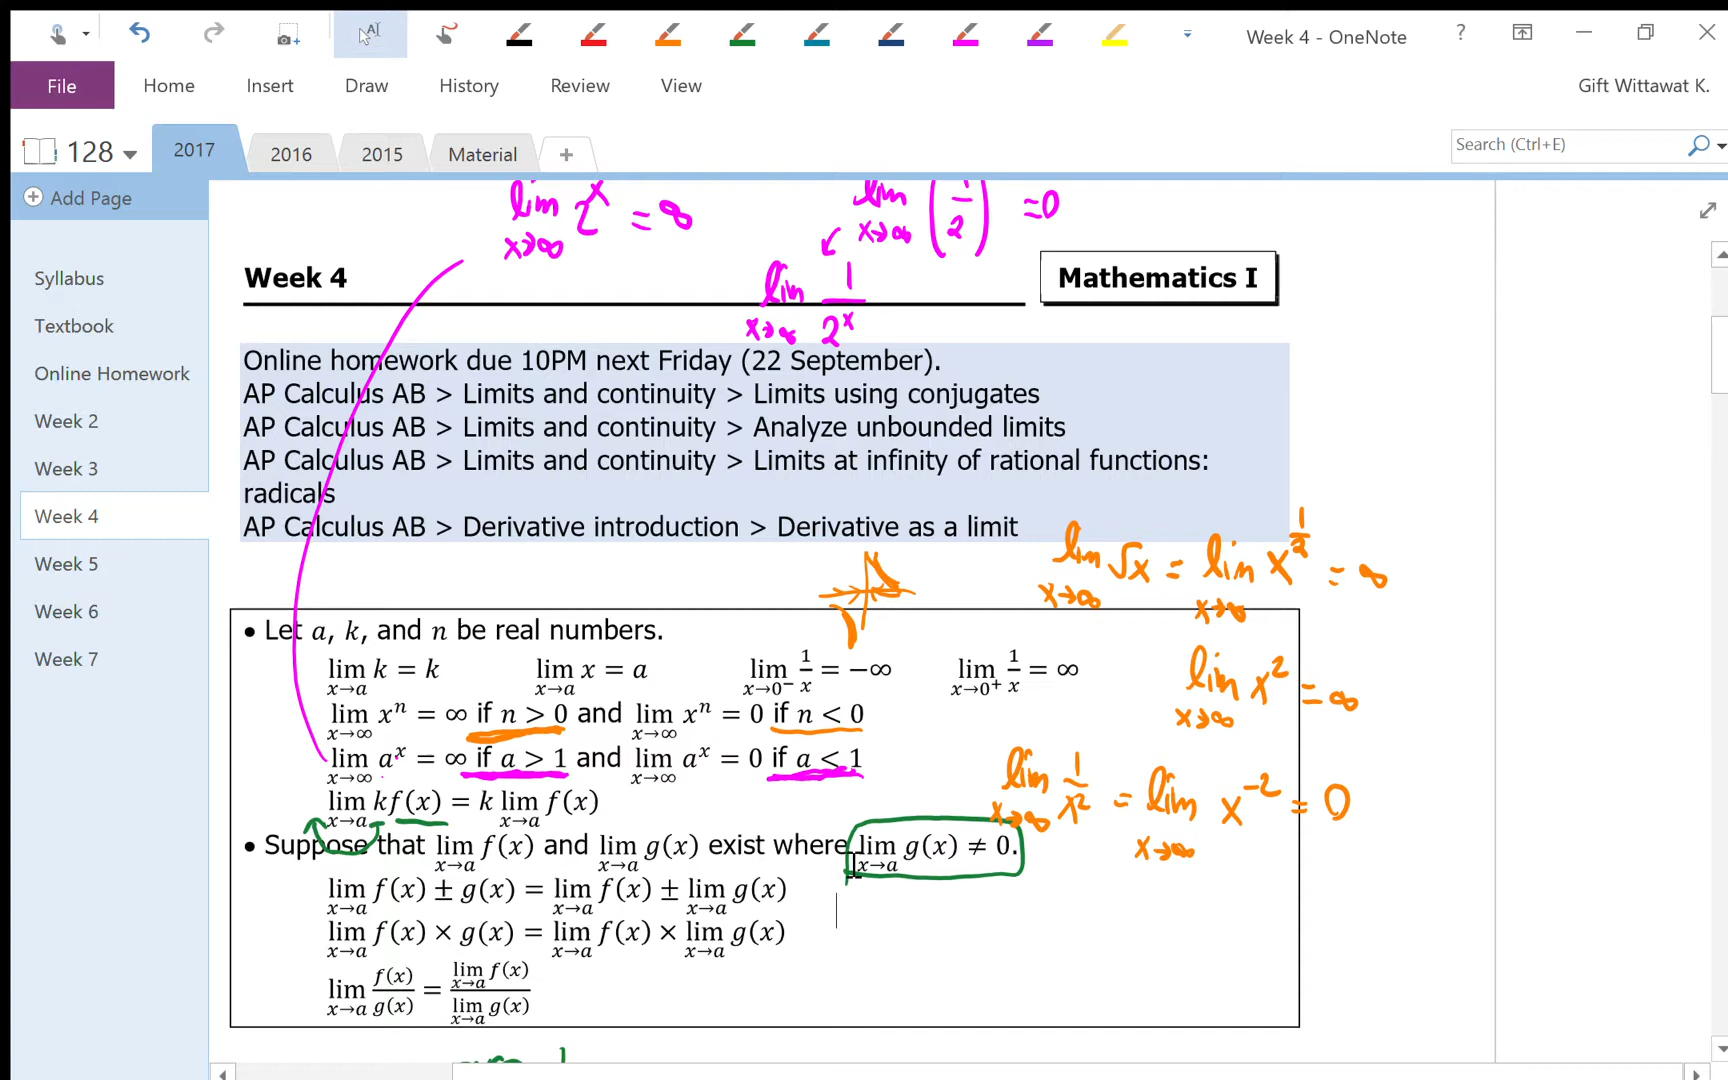 Week 4 - OneNote
?
File
Home
Insert
Draw
History
Review
View
Gift Wittawat K.
128
2017
2016
2015
Material
+
Search (Ctrl+E)
Add Page
Syllabus
Textbook
Online Homework
Week 2
Week 3
Week 4
Week 5
Week 6
Week 7
lim x→∞ 2^x = ∞
lim x→∞ (1/2) = 0
Week 4
Mathematics I
lim x→∞ 1/2^x
Online homework due 10PM next Friday (22 September).
AP Calculus AB > Limits and continuity > Limits using conjugates
AP Calculus AB > Limits and continuity > Analyze unbounded limits
AP Calculus AB > Limits and continuity > Limits at infinity of rational functions:
radicals
AP Calculus AB > Derivative introduction > Derivative as a limit
lim x→∞ √x = lim x→∞ x^(1/2) = ∞
• Let a, k, and n be real numbers.
lim x→a k = k lim x→a x = a lim x→0⁻ 1/x = −∞ lim x→0⁺ 1/x = ∞
lim x→∞ x² = ∞
lim x→∞ xⁿ = ∞ if n > 0 and lim x→∞ xⁿ = 0 if n < 0
lim x→∞ aˣ = ∞ if a > 1 and lim x→∞ aˣ = 0 if a < 1
lim x→∞ 1/x² = lim x→∞ x⁻² = 0
lim x→a kf(x) = k lim x→a f(x)
• Suppose that lim x→a f(x) and lim x→a g(x) exist where lim x→a g(x) ≠ 0.
lim x→a f(x) ± g(x) = lim x→a f(x) ± lim x→a g(x)
lim x→a f(x) × g(x) = lim x→a f(x) × lim x→a g(x)
lim x→a f(x)/g(x) = lim x→a f(x) / lim x→a g(x)